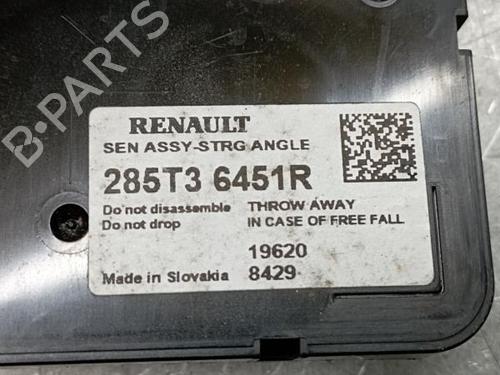 RENAULT
SEN ASSY-STRG ANGLE
285T3 6451R
Do not disassemble THROW AWAY
Do not drop IN CASE OF FREE FALL
19620
Made in Slovakia 8429
B-PARTS